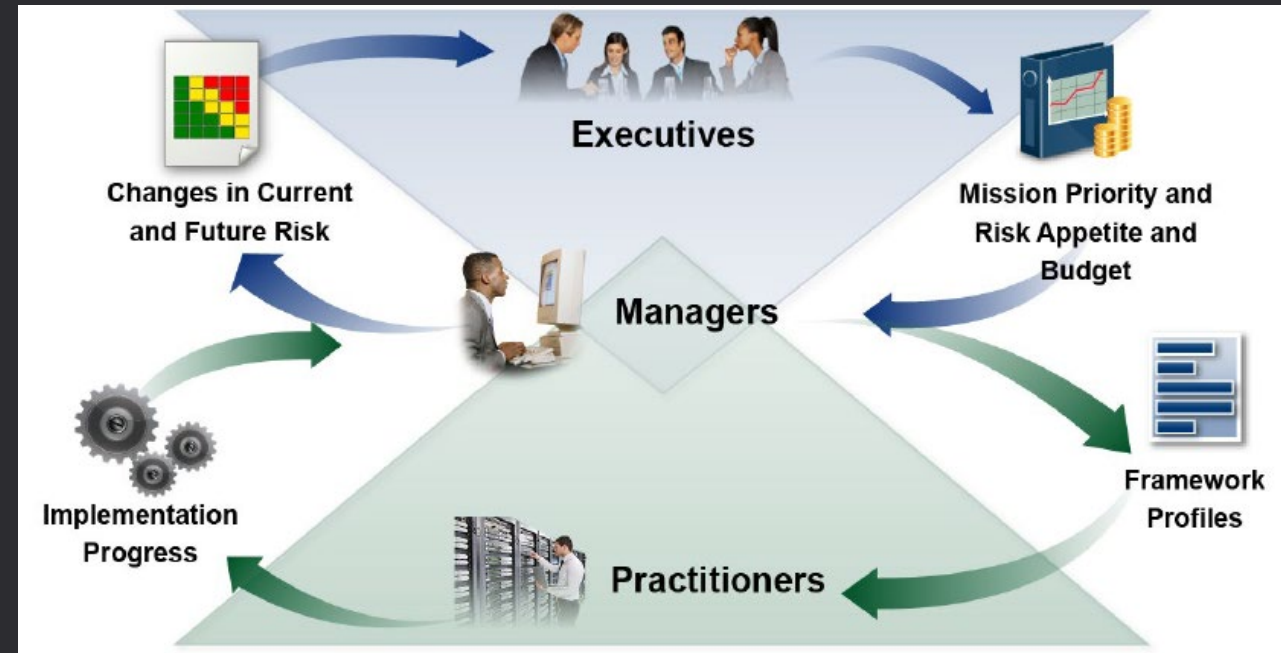 Executives
Changes in Current
and Future Risk
Mission Priority and
Risk Appetite and
Budget
Managers
Implementation
Progress
Framework
Profiles
Practitioners